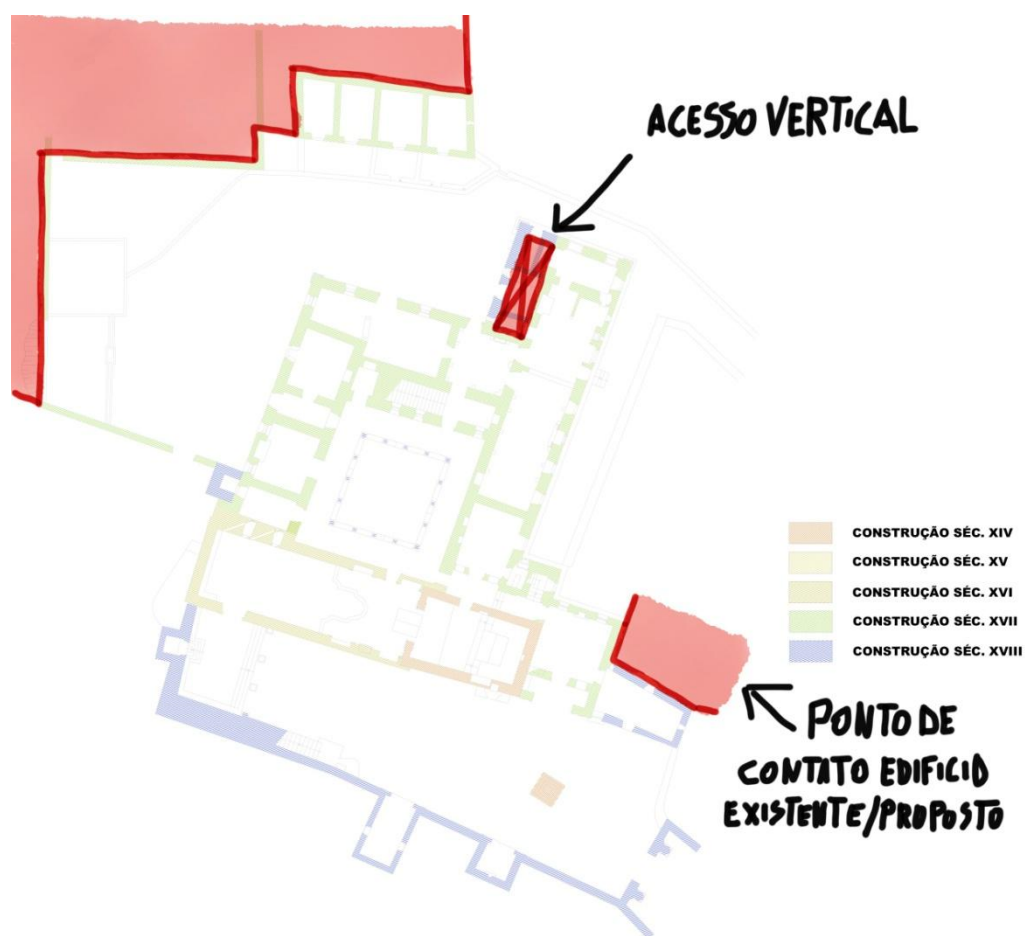 ACESSO VERTICAL
CONSTRUÇÃO SÉC. XIV
CONSTRUÇÃO SÉC. XV
CONSTRUÇÃO SÉC. XVI
CONSTRUÇÃO SÉC. XVII
CONSTRUÇÃO SÉC. XVIII
PONTO DE
CONTATO EDIFICIO
EXISTENTE/PROPOSTO